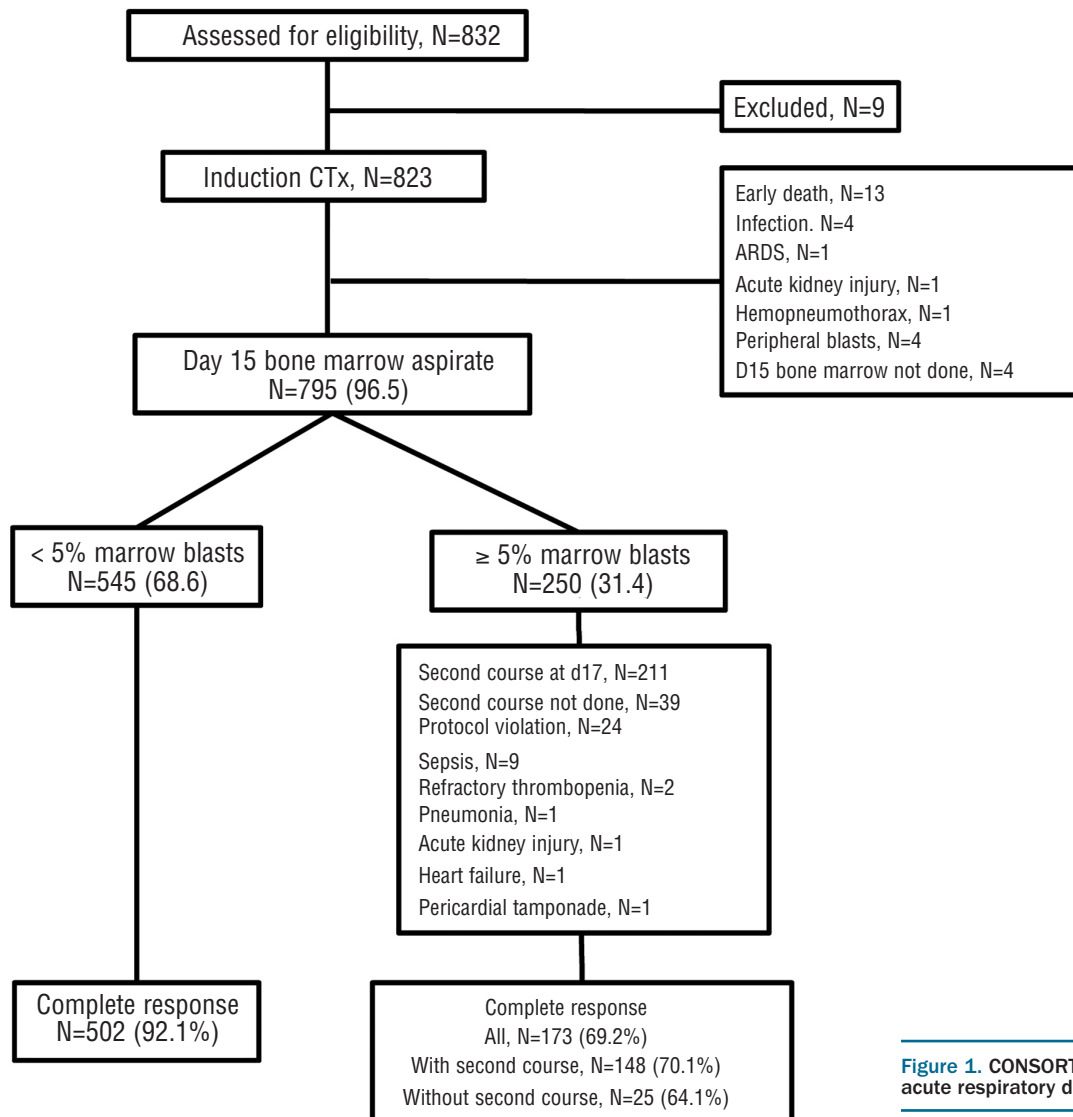 Assessed for eligibility, N=832
Excluded, N=9
Induction CTx, N=823
Early death, N=13
Infection. N=4
ARDS, N=1
Acute kidney injury, N=1
Hemopneumothorax, N=1
Peripheral blasts, N=4
D15 bone marrow not done, N=4
Day 15 bone marrow aspirate
N=795 (96.5)
< 5% marrow blasts
N=545 (68.6)
≥ 5% marrow blasts
N=250 (31.4)
Second course at d17, N=211
Second course not done, N=39
Protocol violation, N=24
Sepsis, N=9
Refractory thrombopenia, N=2
Pneumonia, N=1
Acute kidney injury, N=1
Heart failure, N=1
Pericardial tamponade, N=1
Complete response
N=502 (92.1%)
Complete response
All, N=173 (69.2%)
With second course, N=148 (70.1%)
Without second course, N=25 (64.1%)
Figure 1. CONSORT
acute respiratory d